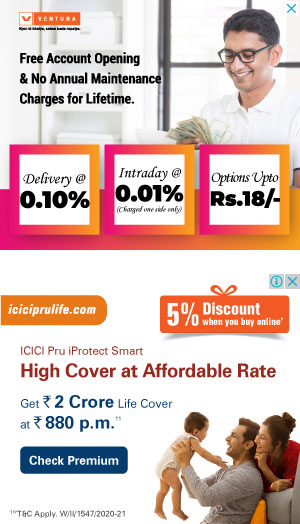 VENTURA
Free Account Opening
& No Annual Maintenance
Charges for Lifetime.
Delivery @
0.10%
Intraday @
0.01%
(Charged one side only)
Options Upto
Rs.18/-
iciciprulife.com
5% Discount
when you buy online*
ICICI Pru iProtect Smart
High Cover at Affordable Rate
Get ₹ 2 Crore Life Cover
at ₹ 880 p.m.¹¹
Check Premium
T&C Apply. W/II/1547/2020-21